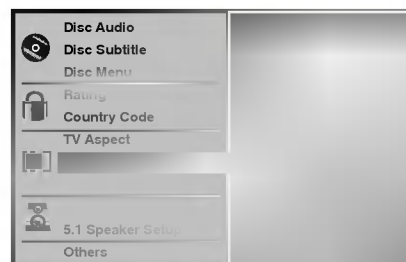 Disc Audio
Disc Subtitle
Disc Menu
Rating
Country Code
TV Aspect
5.1 Speaker Setup
Others